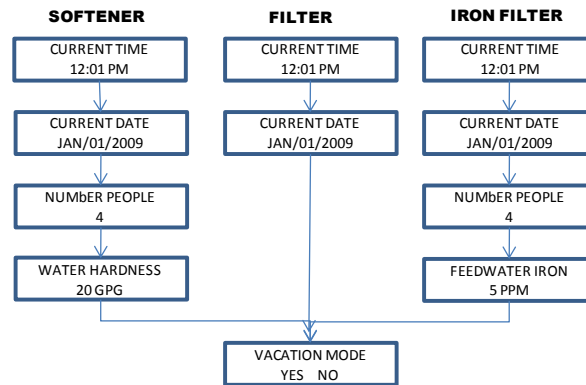 SOFTENER
FILTER
IRON FILTER
CURRENT TIME
12:01 PM
CURRENT TIME
12:01 PM
CURRENT TIME
12:01 PM
CURRENT DATE
JAN/01/2009
CURRENT DATE
JAN/01/2009
CURRENT DATE
JAN/01/2009
NUMbER PEOPLE
4
NUMbER PEOPLE
4
WATER HARDNESS
20 GPG
FEEDWATER IRON
5 PPM
VACATION MODE
YES NO